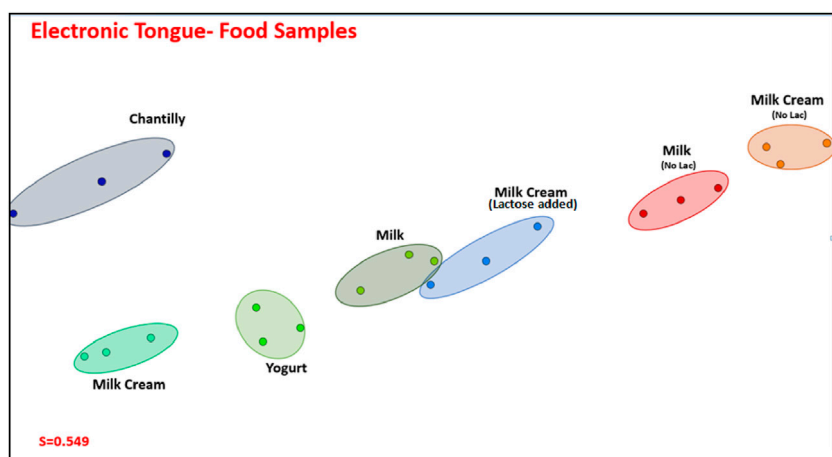 Electronic Tongue- Food Samples
Chantilly
Milk Cream
(No Lac)
Milk
(No Lac)
Milk Cream
(Lactose added)
Milk
Yogurt
Milk Cream
S=0.549